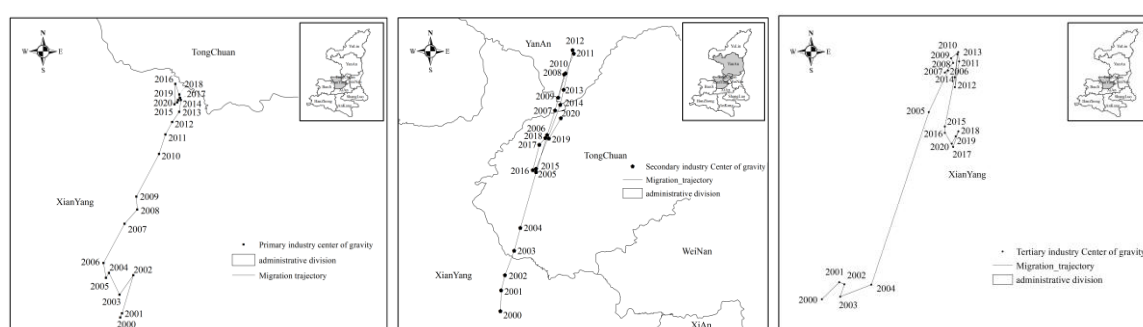 TongChuan
N
W
E
S
2016
2018
2019
2017
2020
2014
2015
2013
2012
2011
2010
XianYang
2009
2008
2007
Primary industry center of gravity
2006
2004
2002
administrative division
2005
Migration trajectory
2003
2001
2000
2012
YanAn
2011
N
W
E
S
2010
2008
2013
2009
2014
2007
2020
2006
2018
2019
2017
TongChuan
2016
2015
2005
Secondary industry Center of gravity
Migration_trajectory
administrative division
2004
2003
WeiNan
XianYang
2002
2001
2000
XiAn
2010
2013
N
W
E
S
2009
2011
2008
2007
2006
2014
2012
2005
2015
2016
2018
2019
2020
2017
XianYang
Tertiary industry Center of gravity
2001
2002
Migration_trajectory
2004
2000
2003
administrative division